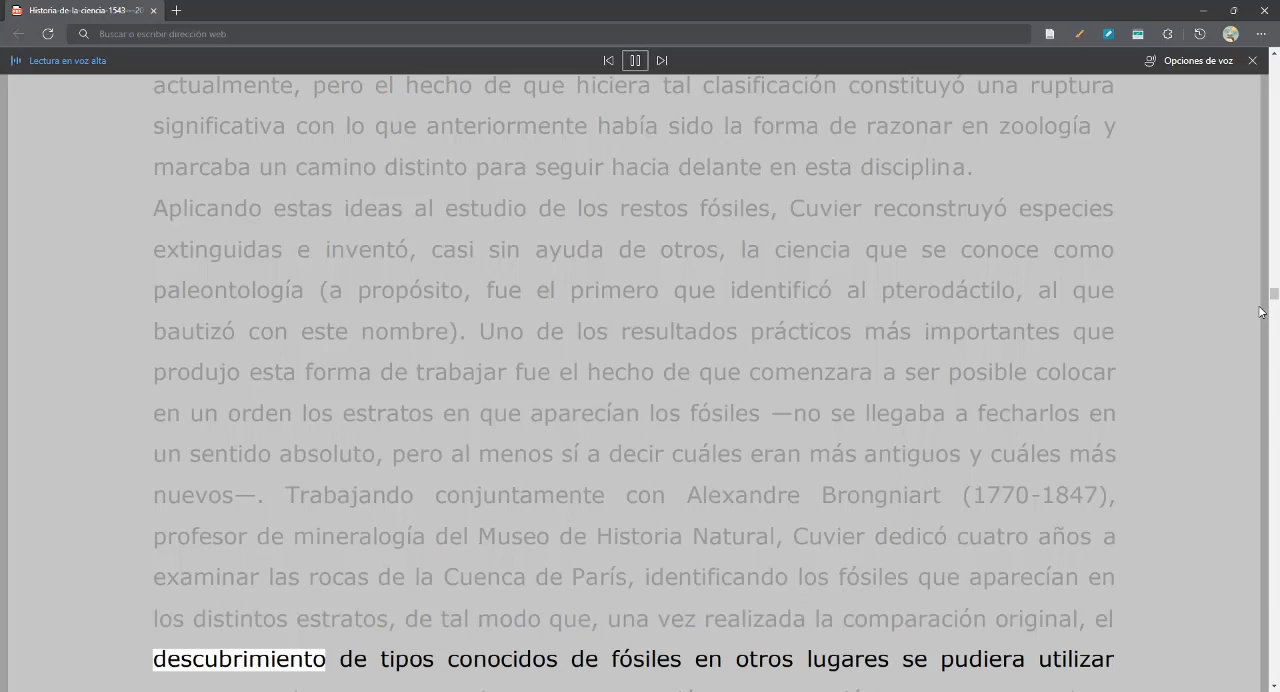 Historia-de-la-ciencia-1543---20
Buscar o escribir dirección web
Lectura en voz alta
Opciones de voz
actualmente, pero el hecho de que hiciera tal clasificación constituyó una ruptura
significativa con lo que anteriormente había sido la forma de razonar en zoología y
marcaba un camino distinto para seguir hacia delante en esta disciplina.
Aplicando estas ideas al estudio de los restos fósiles, Cuvier reconstruyó especies
extinguidas e inventó, casi sin ayuda de otros, la ciencia que se conoce como
paleontología (a propósito, fue el primero que identificó al pterodáctilo, al que
bautizó con este nombre). Uno de los resultados prácticos más importantes que
produjo esta forma de trabajar fue el hecho de que comenzara a ser posible colocar
en un orden los estratos en que aparecían los fósiles —no se llegaba a fecharlos en
un sentido absoluto, pero al menos sí a decir cuáles eran más antiguos y cuáles más
nuevos—. Trabajando conjuntamente con Alexandre Brongniart (1770-1847),
profesor de mineralogía del Museo de Historia Natural, Cuvier dedicó cuatro años a
examinar las rocas de la Cuenca de París, identificando los fósiles que aparecían en
los distintos estratos, de tal modo que, una vez realizada la comparación original, el
descubrimiento de tipos conocidos de fósiles en otros lugares se pudiera utilizar